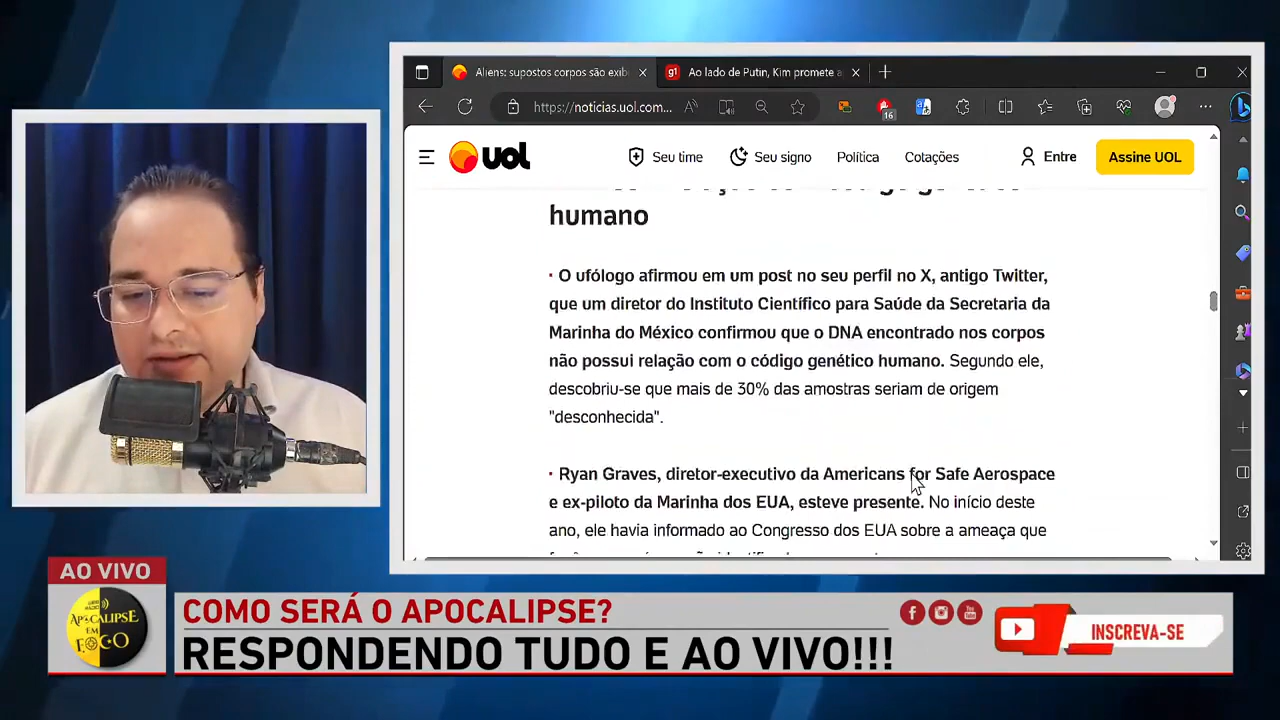 Aliens: supostos corpos são exib
g1 Ao lado de Putin, Kim promete a
https://noticias.uol.com...
16
uol
Seu time
Seu signo
Política
Cotações
Entre
Assine UOL
humano
· O ufólogo afirmou em um post no seu perfil no X, antigo Twitter,
que um diretor do Instituto Científico para Saúde da Secretaria da
Marinha do México confirmou que o DNA encontrado nos corpos
não possui relação com o código genético humano. Segundo ele,
descobriu-se que mais de 30% das amostras seriam de origem
"desconhecida".
· Ryan Graves, diretor-executivo da Americans for Safe Aerospace
e ex-piloto da Marinha dos EUA, esteve presente. No início deste
ano, ele havia informado ao Congresso dos EUA sobre a ameaça que
AO VIVO
APOCALIPSE
EM
FOCO
COMO SERÁ O APOCALIPSE?
RESPONDENDO TUDO E AO VIVO!!!
INSCREVA-SE